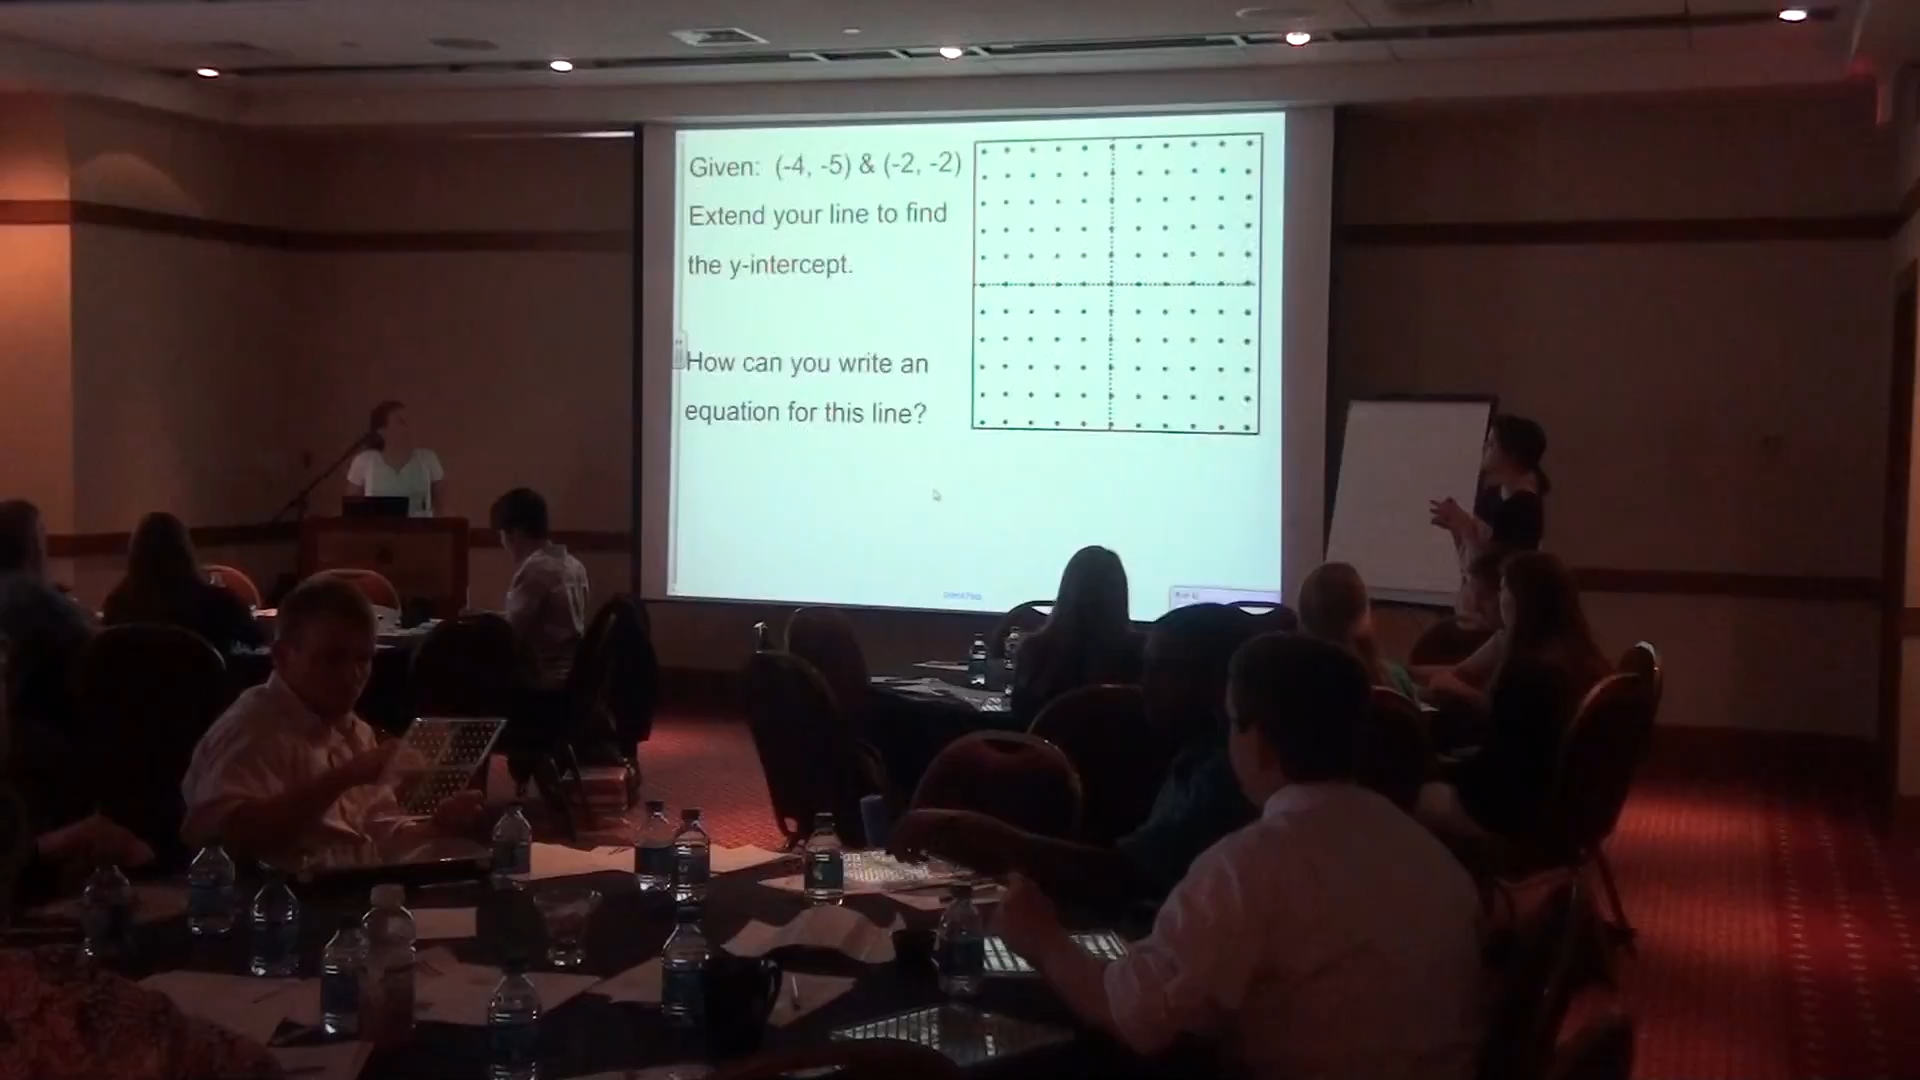 Given: (-4, -5) & (-2, -2)
Extend your line to find
the y-intercept.
How can you write an
equation for this line?